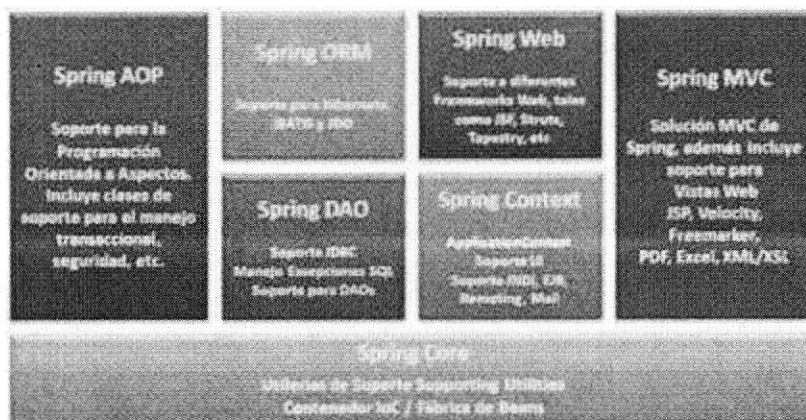 Spring AOP
Soporte para la
Programación
Orientada a Aspectos.
Incluye clases de
soporte para el manejo
transaccional,
seguridad, etc.
Spring ORM
Soporte para Hibernate,
iBATIS y JDO
Spring Web
Soporte a diferentes
Frameworks Web, tales
como JSF, Struts,
Tapestry, etc
Spring MVC
Solución MVC de
Spring, además incluye
soporte para
Vistas Web
JSP, Velocity,
Freemarker,
PDF, Excel, XML/XSL
Spring DAO
Soporte JDBC
Manejo Excepciones SQL
Soporte para DAOs
Spring Context
ApplicationContext
Soporte UI
Soporte JNDI, EJB,
Remoting, Mail
Spring Core
Utilerias de Soporte Supporting Utilities
Contenedor IoC / Fábrica de Beans